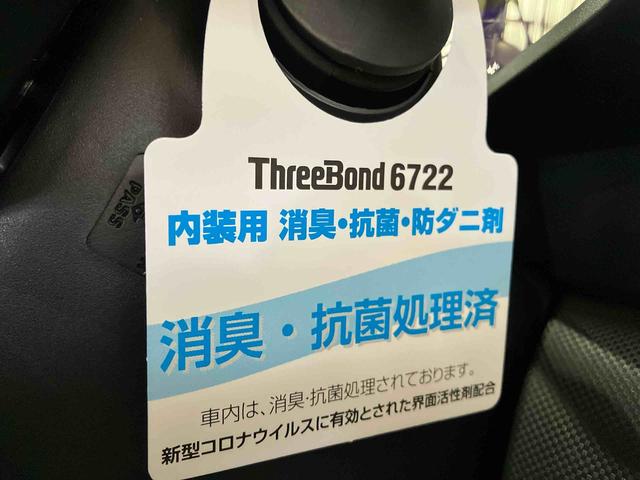 ThreeBond 6722
内装用 消臭・抗菌・防ダニ剤
消臭・抗菌処理済
車内は、消臭・抗菌処理されております。
新型コロナウイルスに有効とされた界面活性剤配合
PASS